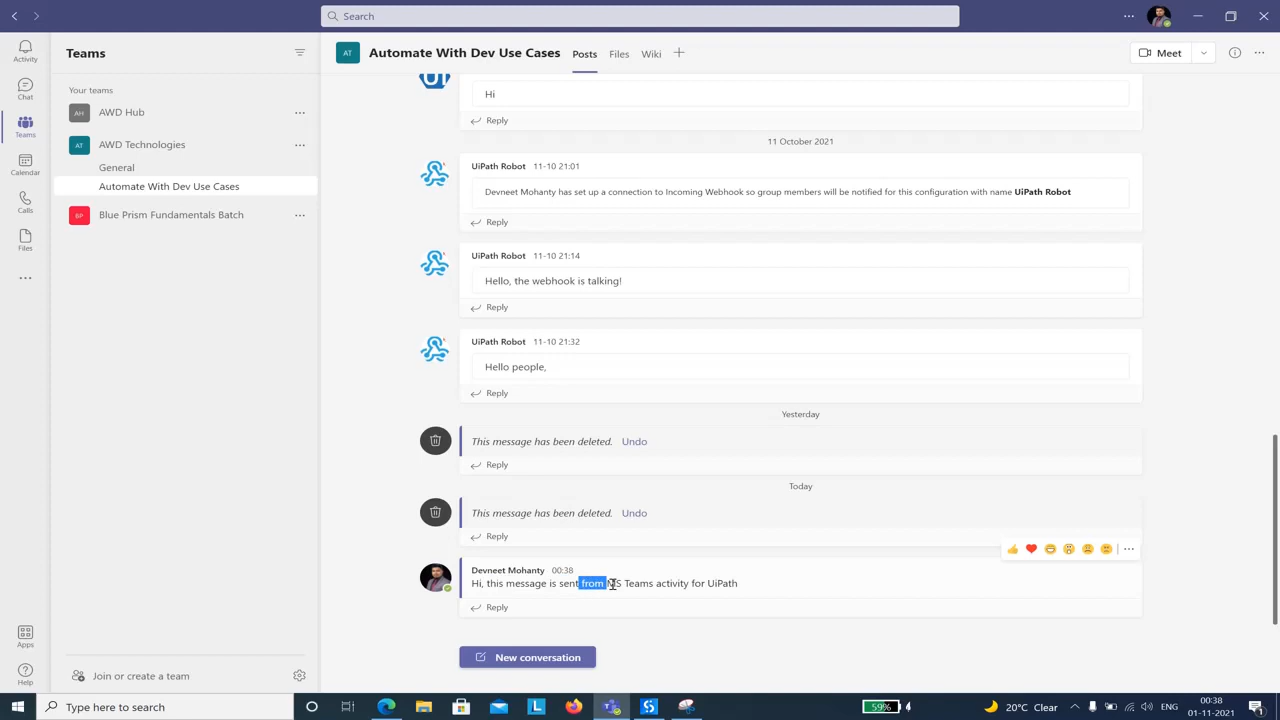 Search
Activity
Chat
Teams
Calendar
Calls
Files
Apps
Help
Teams
Your teams
AH AWD Hub
AT AWD Technologies
General
Automate With Dev Use Cases
BP Blue Prism Fundamentals Batch
Join or create a team
AT Automate With Dev Use Cases Posts Files Wiki
Meet
Hi
Reply
11 October 2021
UiPath Robot 11-10 21:01
Devneet Mohanty has set up a connection to Incoming Webhook so group members will be notified for this configuration with name UiPath Robot
Reply
UiPath Robot 11-10 21:14
Hello, the webhook is talking!
Reply
UiPath Robot 11-10 21:32
Hello people,
Reply
Yesterday
This message has been deleted. Undo
Reply
Today
This message has been deleted. Undo
Reply
Devneet Mohanty 00:38
Hi, this message is sent from MS Teams activity for UiPath
Reply
New conversation
Type here to search
L
59%
20°C Clear
00:38
01-11-2021